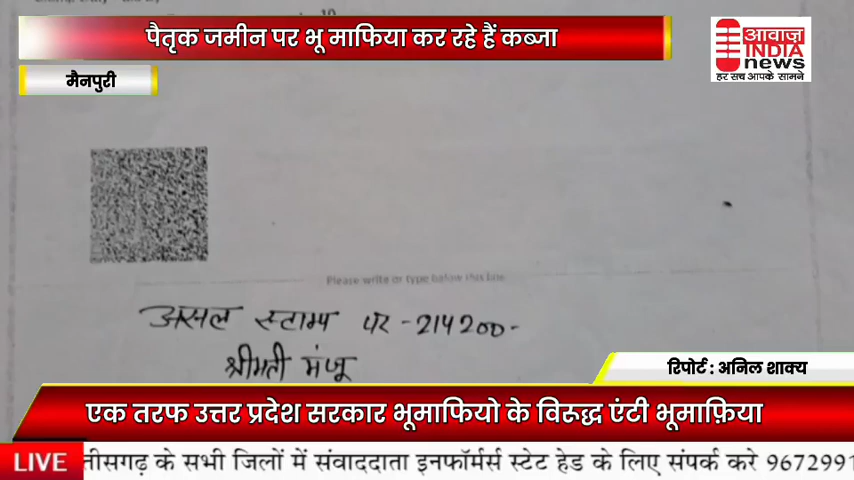 पैतृक जमीन पर भू माफिया कर रहे हैं कब्जा
आवाज़
INDIA
news
हर सच आपके सामने
मैनपुरी
Please write or type below this line
असल स्टाम्प पर -214200-
श्रीमती मंजू
रिपोर्ट : अनिल शाक्य
एक तरफ उत्तर प्रदेश सरकार भूमाफियो के विरूद्ध एंटी भूमाफ़िया
LIVE
तीसगढ़ के सभी जिलों में संवाददाता इनफॉर्मर्स स्टेट हेड के लिए संपर्क करे 9672991